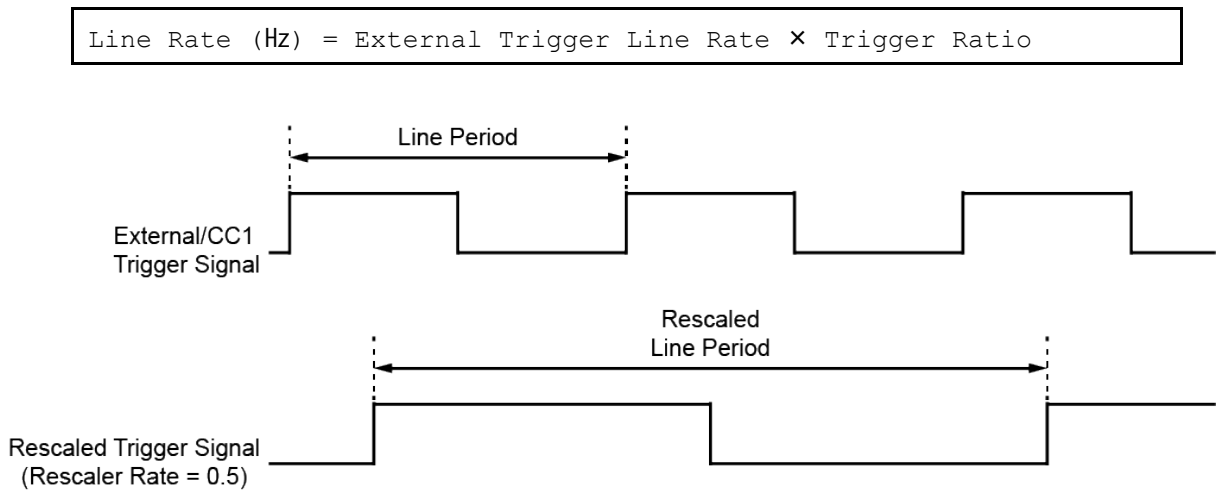 Line Rate (Hz) = External Trigger Line Rate × Trigger Ratio
Line Period
External/CC1
Trigger Signal
Rescaled
Line Period
Rescaled Trigger Signal
(Rescaler Rate = 0.5)